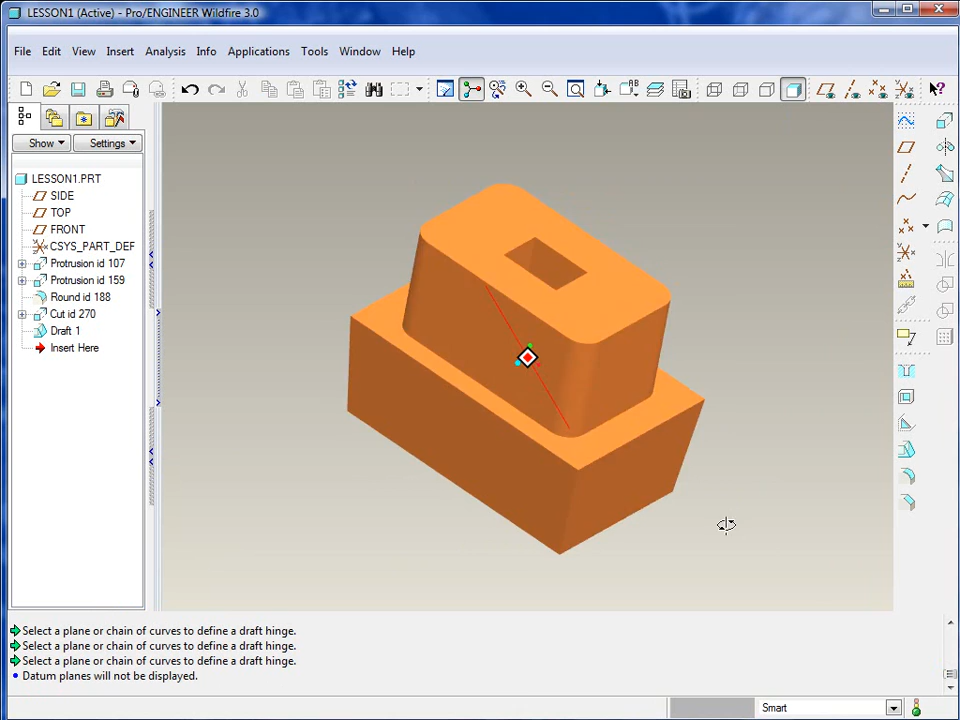 LESSON1 (Active) - Pro/ENGINEER Wildfire 3.0
File Edit View Insert Analysis Info Applications Tools Window Help
Show Settings
LESSON1.PRT
SIDE
TOP
FRONT
CSYS_PART_DEF
Protrusion id 107
Protrusion id 159
Round id 188
Cut id 270
Draft 1
Insert Here
Select a plane or chain of curves to define a draft hinge.
Select a plane or chain of curves to define a draft hinge.
Select a plane or chain of curves to define a draft hinge.
Datum planes will not be displayed.
Smart